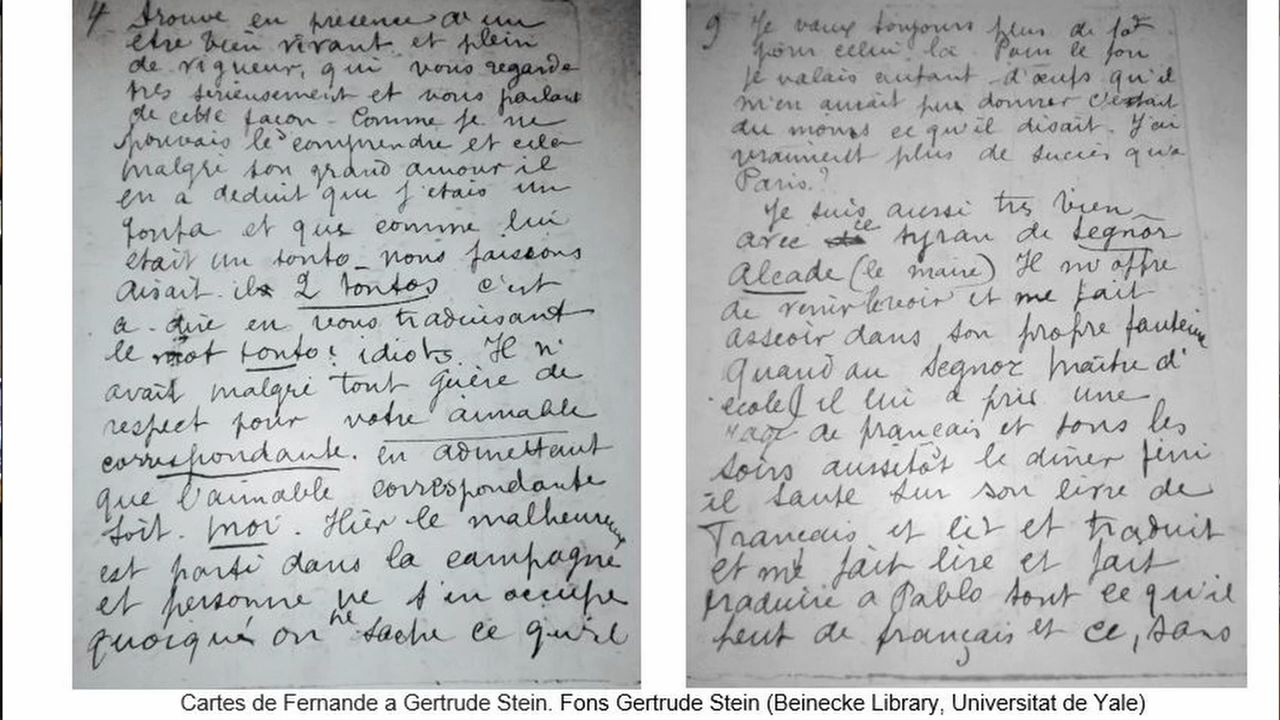 4 trouve en presence d'un
être bien vivant et plein
de vigueur, qui vous regarde
très serieusement et vous parlant
de cette façon - Comme je ne
pouvais le comprendre et cela
malgré son grand amour il
en a deduit que j'etais un
tonta et que comme lui
etait un tonto nous faisions
disait-il 2 tontos c'est
a-dire en vous traduisant
le mot tonto: idiots. Il n'
avait malgré tout guère de
respect pour votre aimable
correspondante. en admettant
que l'aimable correspondante
soit. moi. Hier le malheureux
est parti dans la campagne
et personne ne s'en occupe
quoique on ne sache ce qu'il
9 Je vaux toujours plus de
pour celui la. Pour le fou
je valais autant d'œufs qu'il
m'en aurait pu donner c'était
du moins ce qu'il disait. J'ai
vraiment plus de succès qu'a
Paris.?
Je suis aussi très bien
avec ce tyran de Segnor
Alcade (le maire) Il m'offre
de venir le voir et me fait
asseoir dans son propre fauteuil
Quand au Segnor maître d'
école il lui a pris une
rage de francais et tous les
soirs aussitôt le dîner fini
il saute sur son livre de
Francais et lit et traduit
et me fait lire et fait
traduire a Pablo tout ce qu'il
peut de français et ce, sans
Cartes de Fernande a Gertrude Stein. Fons Gertrude Stein (Beinecke Library, Universitat de Yale)